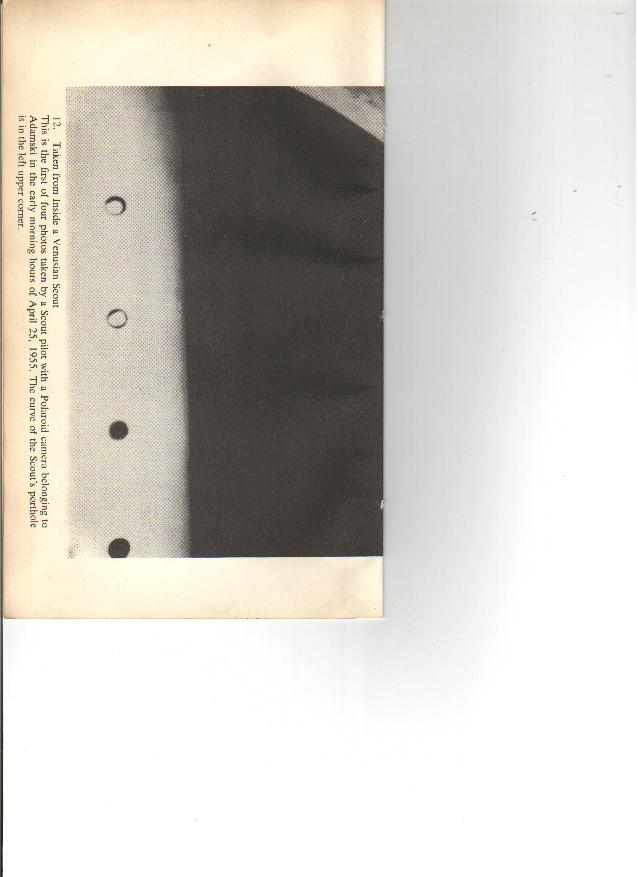 12. Taken from Inside a Venusian Scout
This is the first of four photos taken by a Scout pilot with a Polaroid camera belonging to
Adamski in the early morning hours of April 25, 1955. The curve of the Scout's porthole
is in the left upper corner.